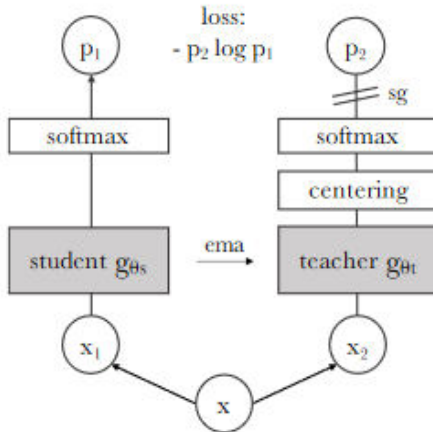 loss:
- p₂ log p₁
p₁
p₂
sg
softmax
softmax
centering
student gθs
ema
teacher gθt
x₁
x₂
x